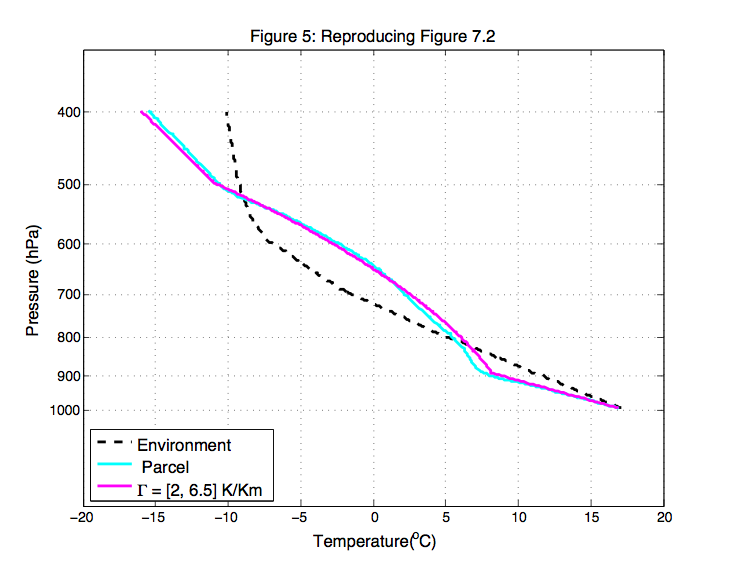 Figure 5: Reproducing Figure 7.2
400
500
600
700
800
900
1000
Pressure (hPa)
Environment
Parcel
Γ = [2, 6.5] K/Km
−20 −15 −10 −5 0 5 10 15 20
Temperature(°C)